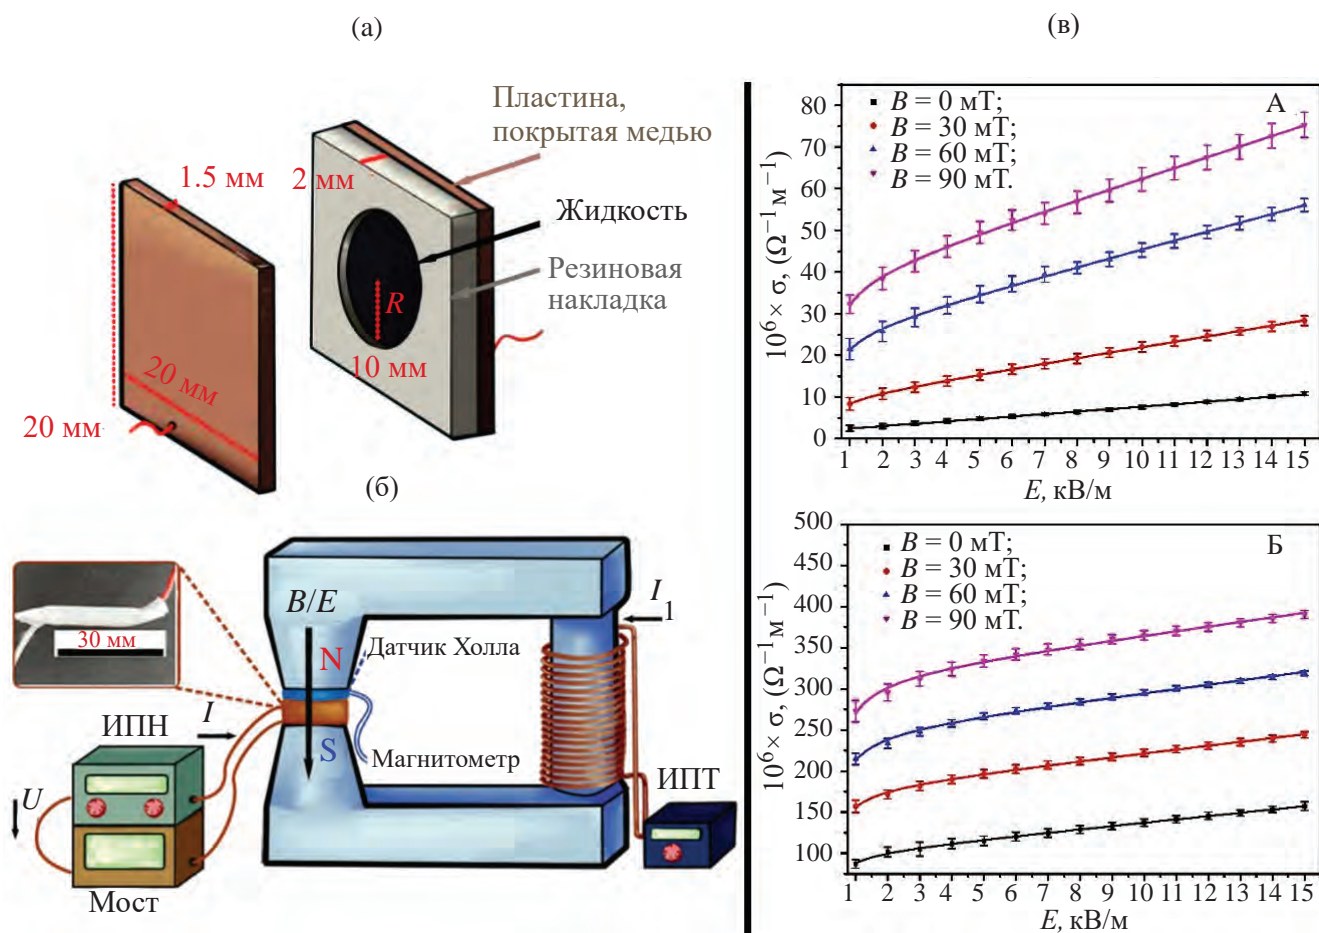 (а)
Пластина,
покрытая медью
1.5 мм
2 мм
Жидкость
Резиновая
накладка
R
10 мм
20 мм
20 мм
(б)
30 мм
B/E
I
1
N
Датчик Холла
ИПН
I
S
Магнитометр
ИПТ
U
Мост
(в)
А
B = 0 мТ;
B = 30 мТ;
B = 60 мТ;
B = 90 мТ.
10⁶ × σ, (Ω⁻¹ м⁻¹)
80
70
60
50
40
30
20
10
0
1 2 3 4 5 6 7 8 9 10 11 12 13 14 15
E, кВ/м
Б
B = 0 мТ;
B = 30 мТ;
B = 60 мТ;
B = 90 мТ.
10⁶ × σ, (Ω⁻¹ м⁻¹)
500
450
400
350
300
250
200
150
100
1 2 3 4 5 6 7 8 9 10 11 12 13 14 15
E, кВ/м